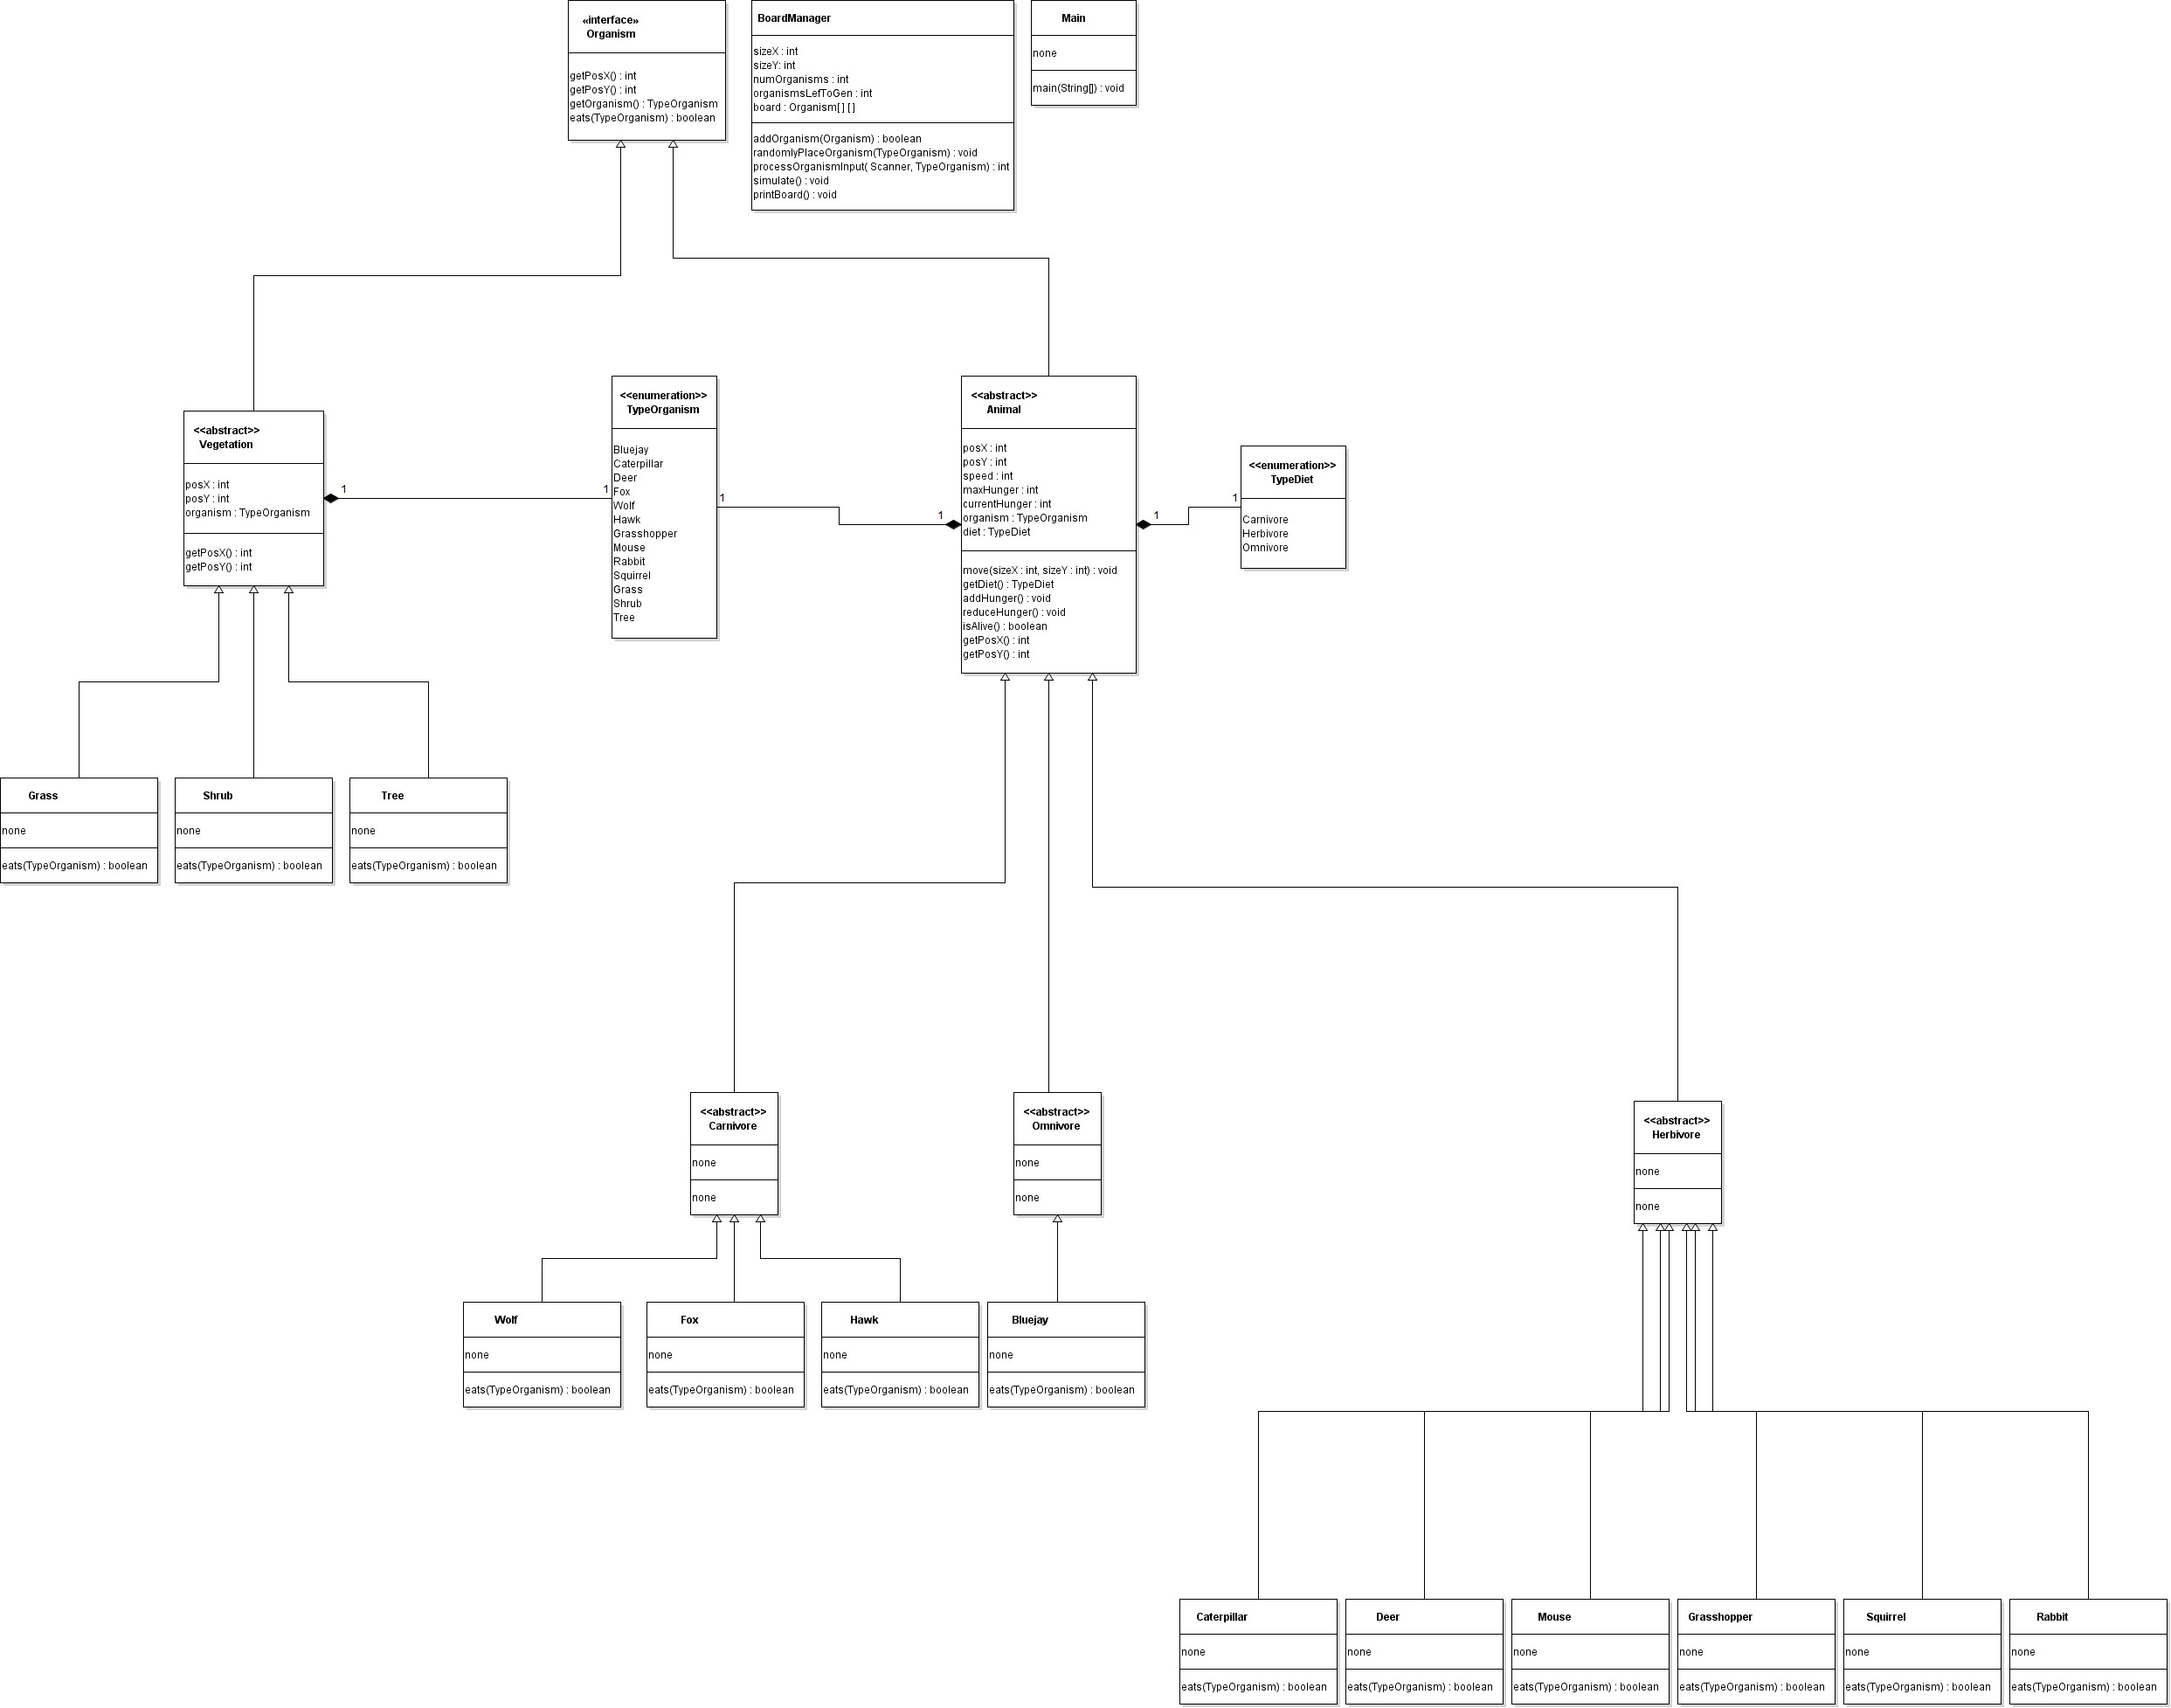 «interface»
Organism
getPosX() : int
getPosY() : int
getOrganism() : TypeOrganism
eats(TypeOrganism) : boolean
BoardManager
sizeX : int
sizeY: int
numOrganisms : int
organismsLefToGen : int
board : Organism[ ] [ ]
addOrganism(Organism) : boolean
randomlyPlaceOrganism(TypeOrganism) : void
processOrganismInput( Scanner, TypeOrganism) : int
simulate() : void
printBoard() : void
Main
none
main(String[]) : void
<<abstract>>
Vegetation
posX : int
posY : int
organism : TypeOrganism
getPosX() : int
getPosY() : int
1
1
<<enumeration>>
TypeOrganism
Bluejay
Caterpillar
Deer
Fox
Wolf
Hawk
Grasshopper
Mouse
Rabbit
Squirrel
Grass
Shrub
Tree
1
1
<<abstract>>
Animal
posX : int
posY : int
speed : int
maxHunger : int
currentHunger : int
organism : TypeOrganism
diet : TypeDiet
move(sizeX : int, sizeY : int) : void
getDiet() : TypeDiet
addHunger() : void
reduceHunger() : void
isAlive() : boolean
getPosX() : int
getPosY() : int
1
1
<<enumeration>>
TypeDiet
Carnivore
Herbivore
Omnivore
Grass
none
eats(TypeOrganism) : boolean
Shrub
none
eats(TypeOrganism) : boolean
Tree
none
eats(TypeOrganism) : boolean
<<abstract>>
Carnivore
none
none
<<abstract>>
Omnivore
none
none
<<abstract>>
Herbivore
none
none
Wolf
none
eats(TypeOrganism) : boolean
Fox
none
eats(TypeOrganism) : boolean
Hawk
none
eats(TypeOrganism) : boolean
Bluejay
none
eats(TypeOrganism) : boolean
Caterpillar
none
eats(TypeOrganism) : boolean
Deer
none
eats(TypeOrganism) : boolean
Mouse
none
eats(TypeOrganism) : boolean
Grasshopper
none
eats(TypeOrganism) : boolean
Squirrel
none
eats(TypeOrganism) : boolean
Rabbit
none
eats(TypeOrganism) : boolean